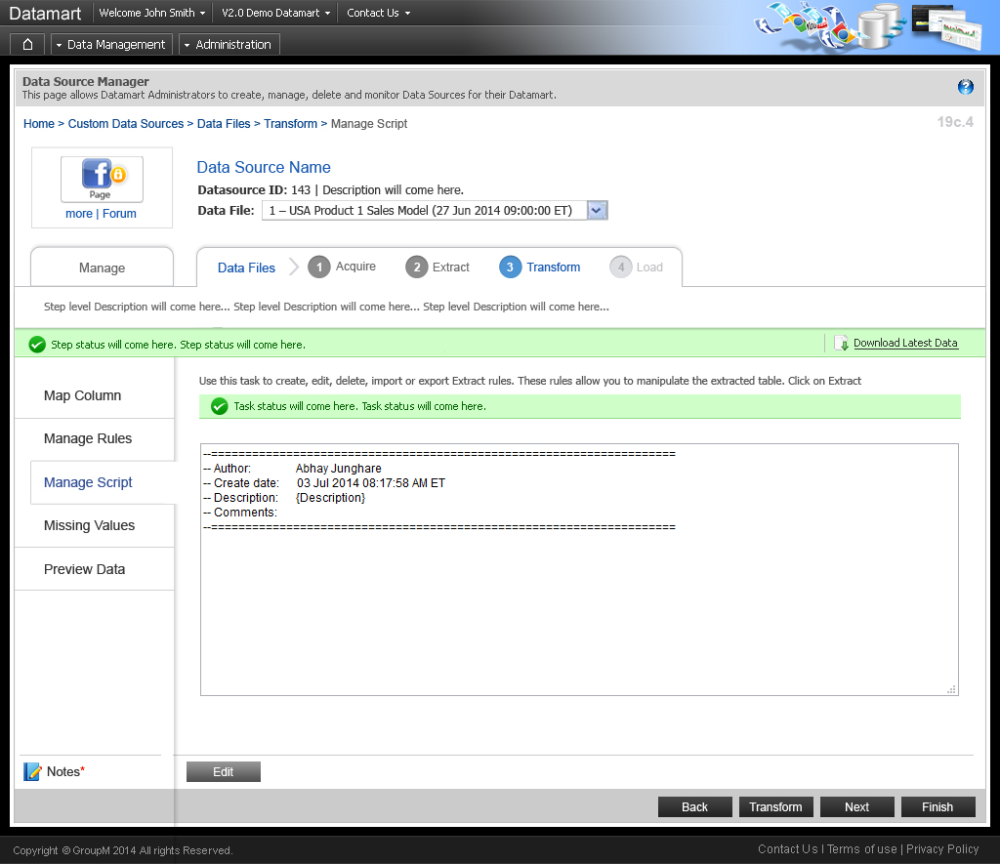 Datamart Welcome John Smith V2.0 Demo Datamart Contact Us
Data Management Administration
Data Source Manager
This page allows Datamart Administrators to create, manage, delete and monitor Data Sources for their Datamart.
Home > Custom Data Sources > Data Files > Transform > Manage Script
19c.4
Page
more | Forum
Data Source Name
Datasource ID: 143 | Description will come here.
Data File: 1 – USA Product 1 Sales Model (27 Jun 2014 09:00:00 ET)
Manage
Data Files 1 Acquire 2 Extract 3 Transform 4 Load
Step level Description will come here... Step level Description will come here... Step level Description will come here...
Step status will come here. Step status will come here.
Download Latest Data
Map Column
Manage Rules
Manage Script
Missing Values
Preview Data
Use this task to create, edit, delete, import or export Extract rules. These rules allow you to manipulate the extracted table. Click on Extract
Task status will come here. Task status will come here.
--====================================================================
-- Author: Abhay Junghare
-- Create date: 03 Jul 2014 08:17:58 AM ET
-- Description: {Description}
-- Comments:
--====================================================================
Notes*
Edit
Back Transform Next Finish
Copyright © GroupM 2014 All rights Reserved.
Contact Us | Terms of use | Privacy Policy